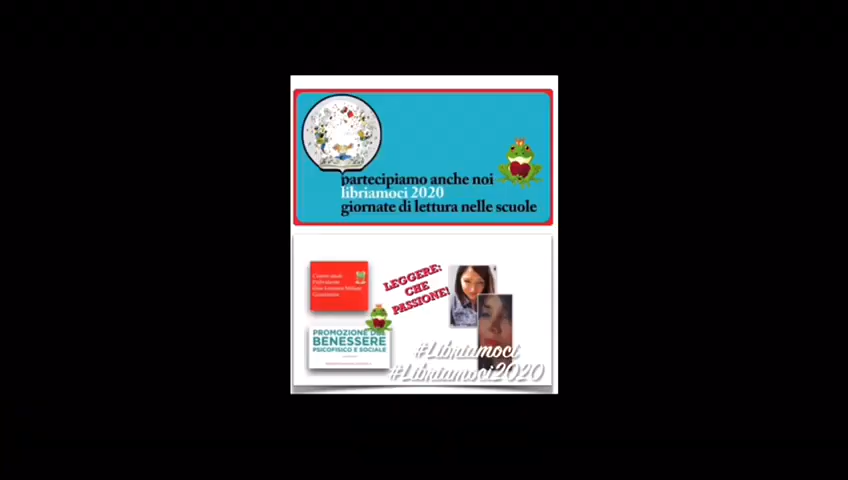 partecipiamo anche noi
libriamoci 2020
giornate di lettura nelle scuole
LEGGERE:
CHE
PASSIONE!
PROMOZIONE DEL
BENESSERE
PSICOFISICO E SOCIALE
#Libriamoci
#Libriamoci2020